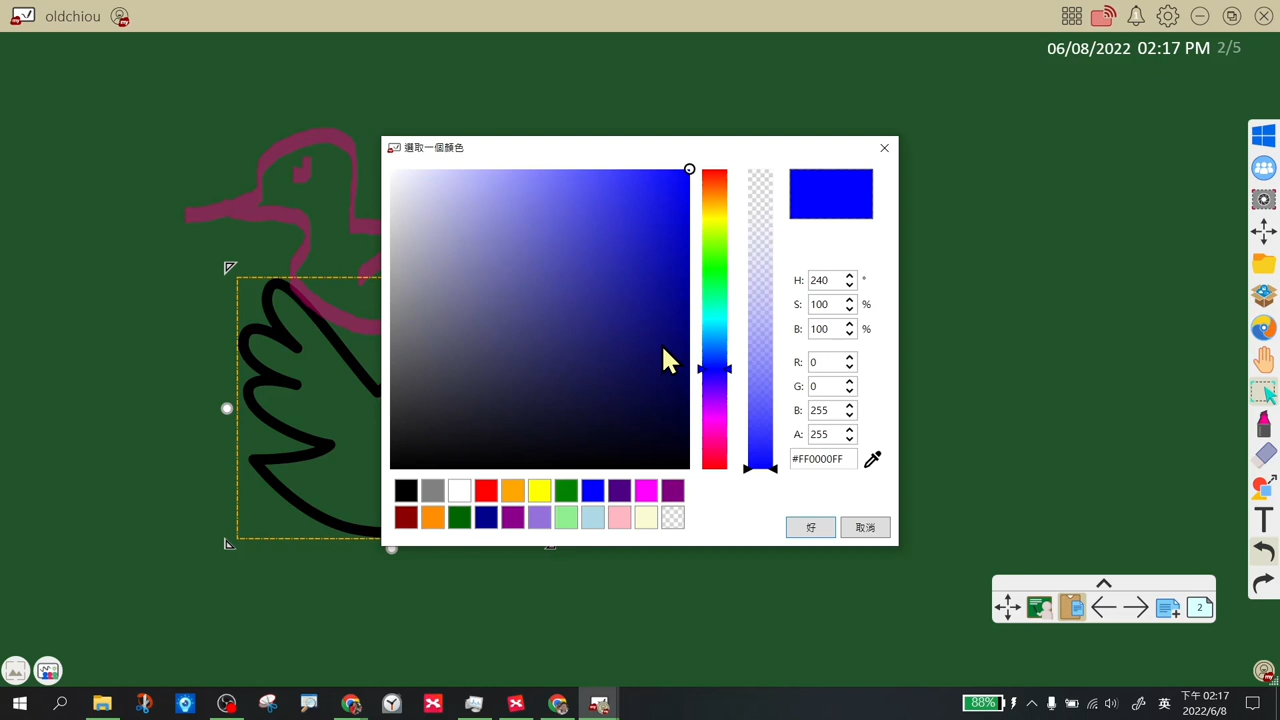 oldchiou
06/08/2022 02:17 PM 2/5
選取一個顏色
H: 240 °
S: 100 %
B: 100 %
R: 0
G: 0
B: 255
A: 255
#FF0000FF
好 取消
T
2
88% 英 下午 02:17
2022/6/8